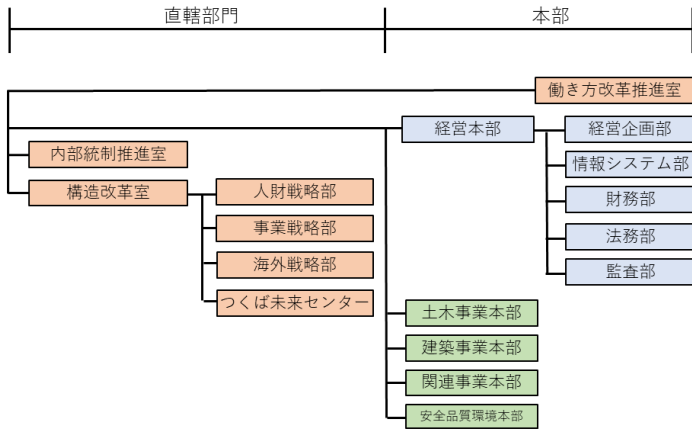 直轄部門
本部
働き方改革推進室
経営本部
経営企画部
内部統制推進室
情報システム部
構造改革室
人財戦略部
財務部
事業戦略部
法務部
海外戦略部
監査部
つくば未来センター
土木事業本部
建築事業本部
関連事業本部
安全品質環境本部